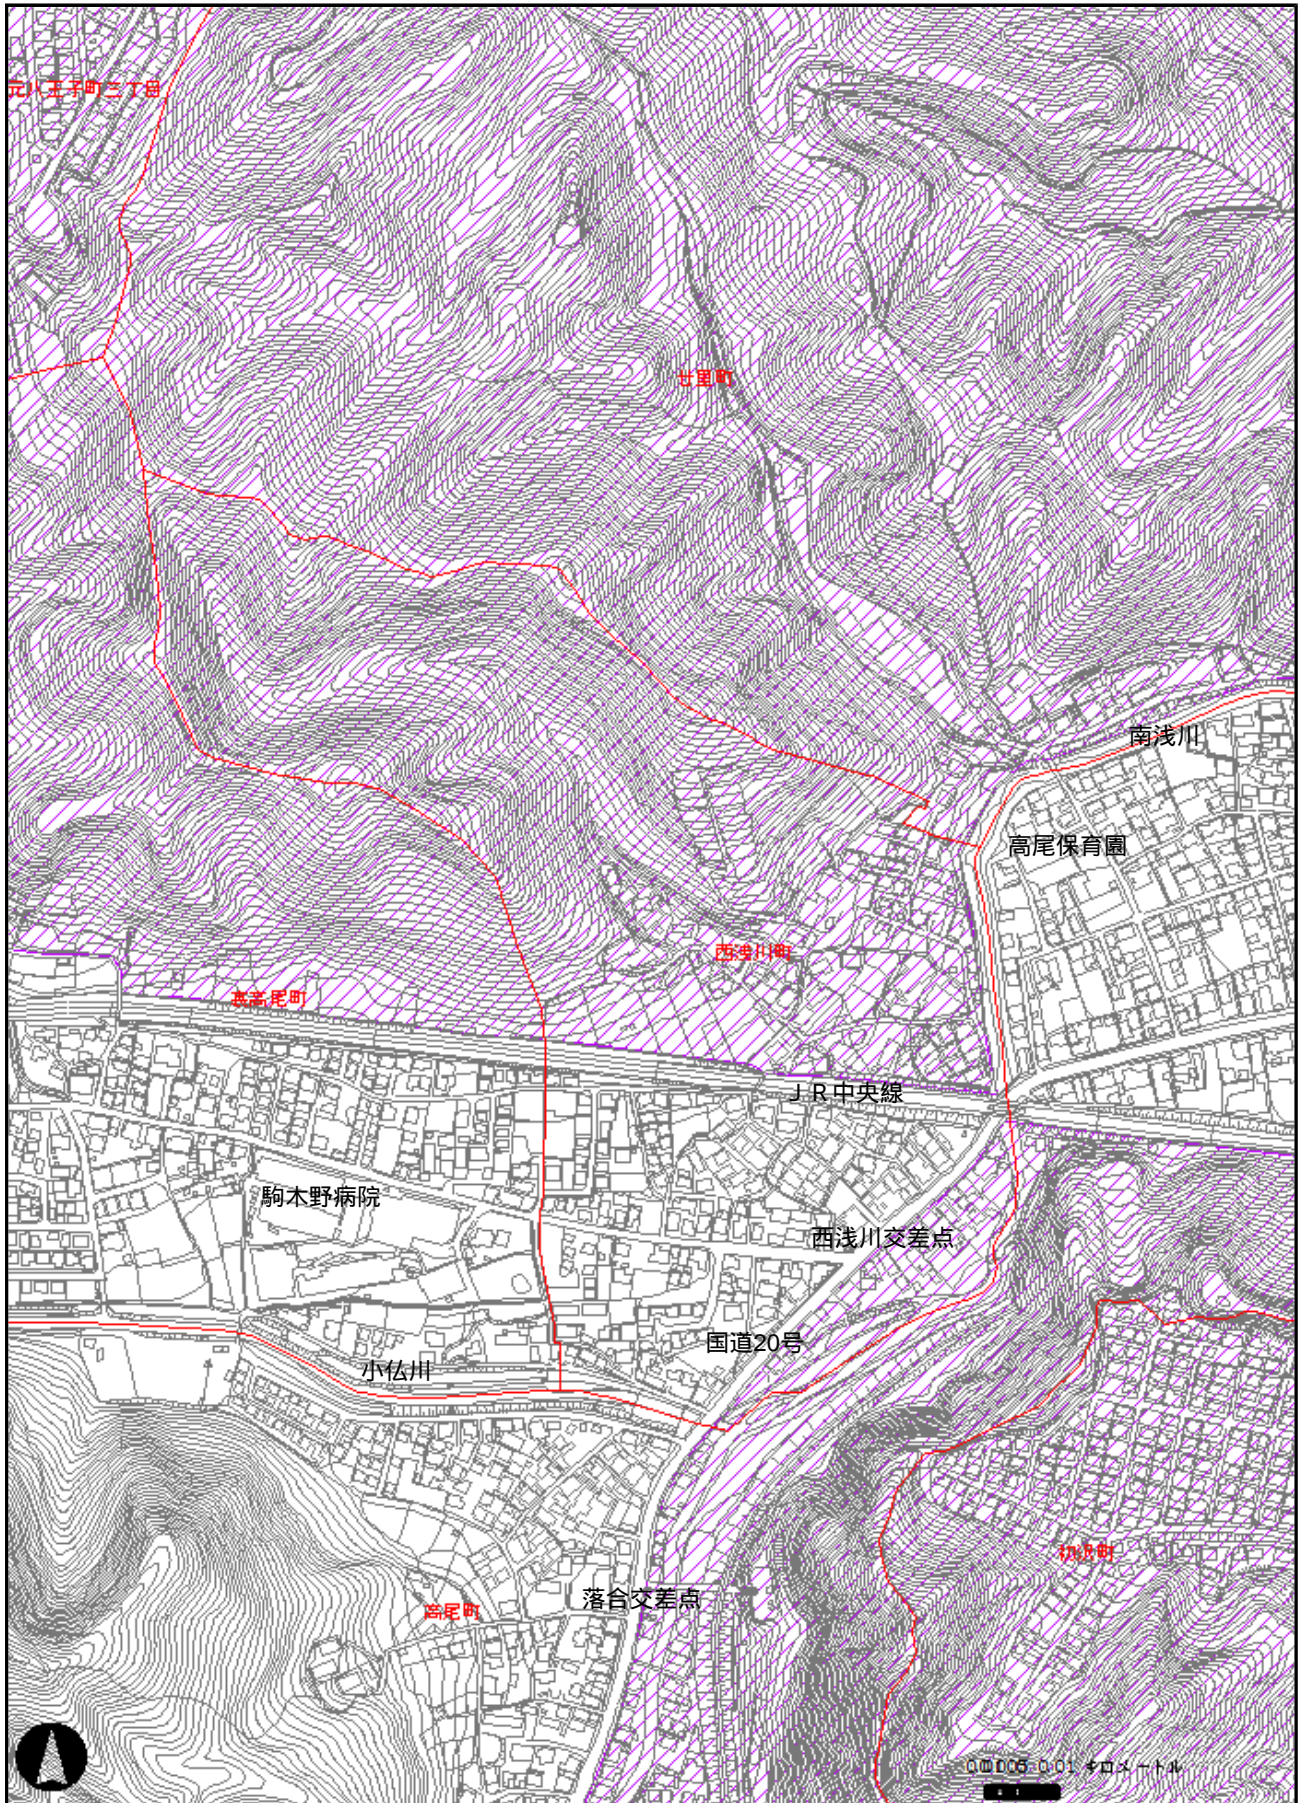 元八王子町三丁目
廿里町
南浅川
高尾保育園
西浅川町
裏高尾町
ＪＲ中央線
駒木野病院
西浅川交差点
国道20号
小仏川
初沢町
落合交差点
高尾町
キロメートル